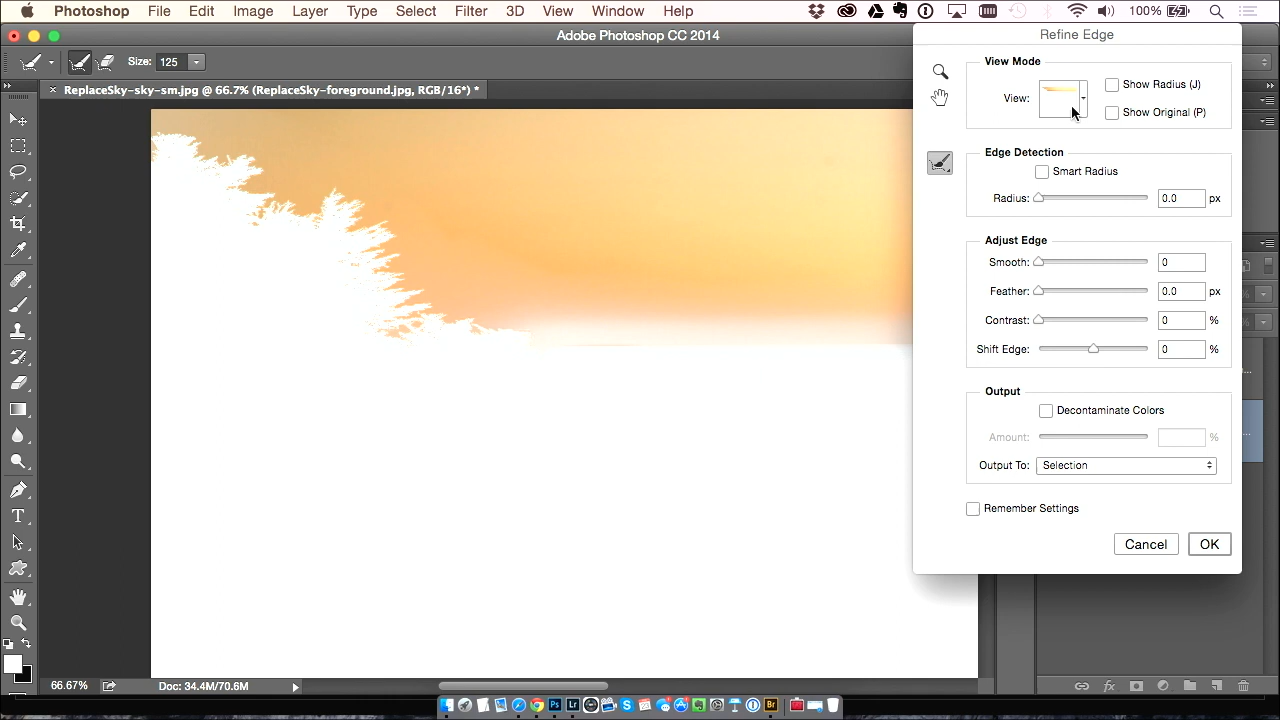 Photoshop File Edit Image Layer Type Select Filter 3D View Window Help 100%
Adobe Photoshop CC 2014
Refine Edge
Size: 125
× ReplaceSky-sky-sm.jpg @ 66.7% (ReplaceSky-foreground.jpg, RGB/16*) *
View Mode
View:
Show Radius (J)
Show Original (P)
Edge Detection
Smart Radius
Radius: 0.0 px
Adjust Edge
Smooth: 0
Feather: 0.0 px
Contrast: 0 %
Shift Edge: 0 %
Output
Decontaminate Colors
Amount: %
Output To: Selection
Remember Settings
Cancel OK
66.67% Doc: 34.4M/70.6M